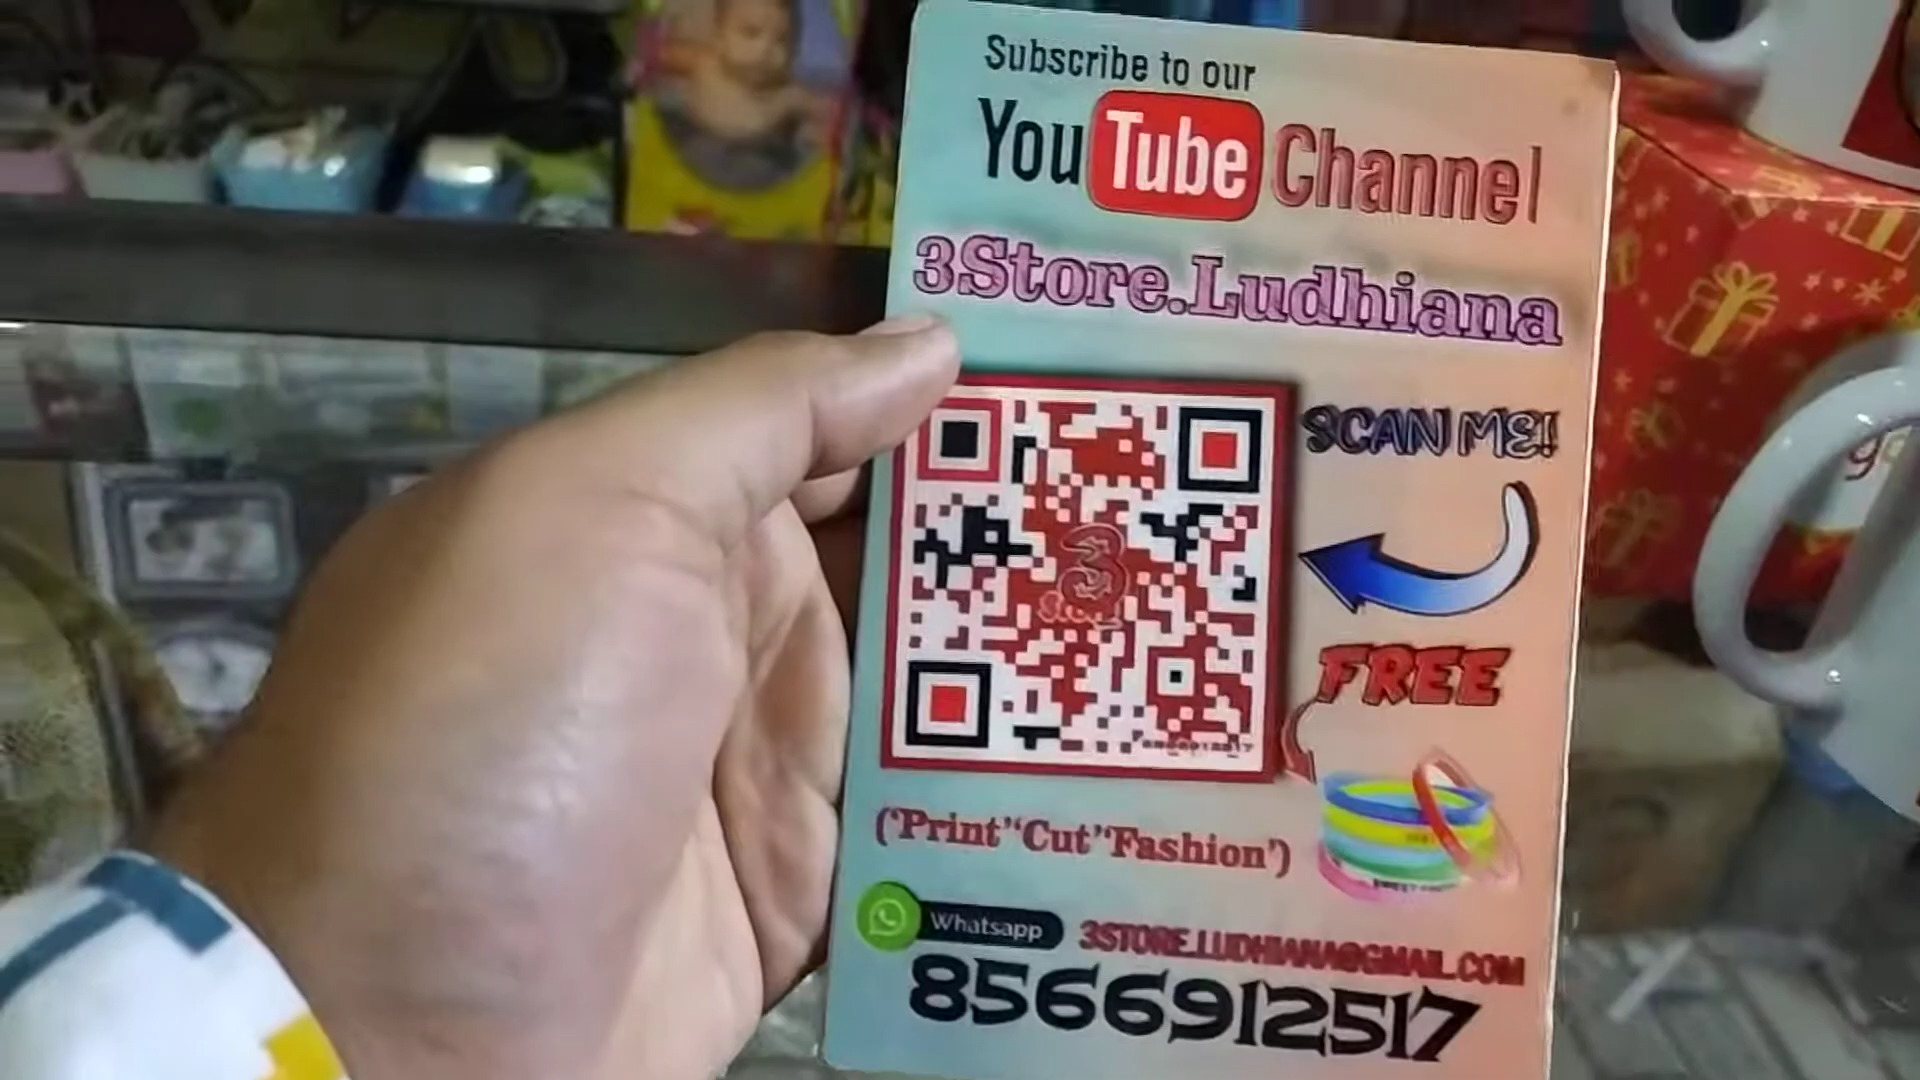 Subscribe to our
YouTube Channel
3Store.Ludhiana
SCAN ME!
3
FREE
("Print"“Cut”"Fashion')
Whatsapp
3STORE.LUDHIANA@GMAIL.COM
8566912517